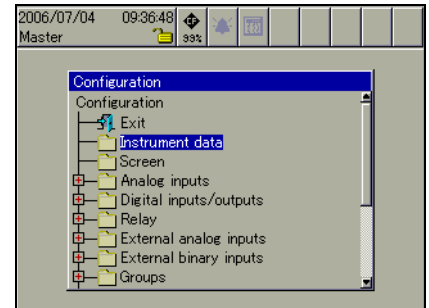 2006/07/04 09:36:48
Master
99%
Configuration
Configuration
Exit
Instrument data
Screen
Analog inputs
Digital inputs/outputs
Relay
External analog inputs
External binary inputs
Groups